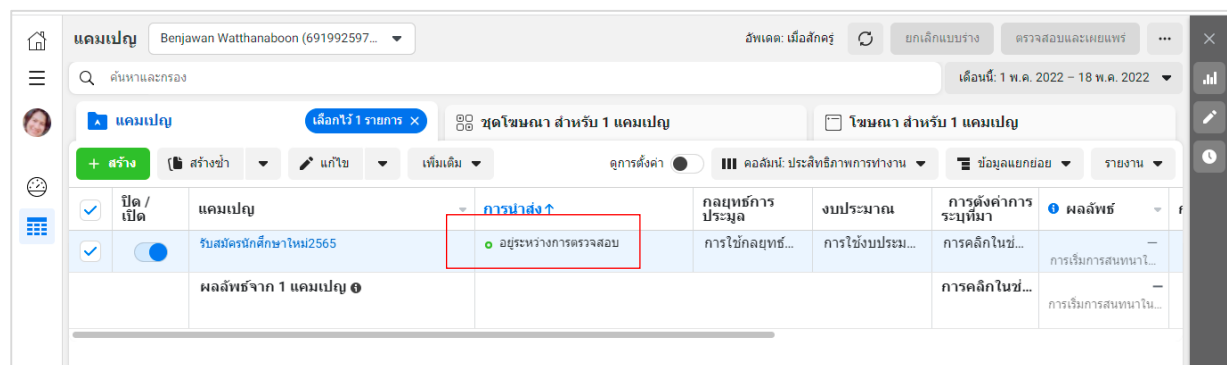 แคมเปญ Benjawan Watthanaboon (691992597... อัพเดต: เมื่อสักครู่ ยกเลิกแบบร่าง ตรวจสอบและเผยแพร่ ...
ค้นหาและกรอง เดือนนี้: 1 พ.ค. 2022 – 18 พ.ค. 2022
แคมเปญ เลือกไว้ 1 รายการ × ชุดโฆษณา สำหรับ 1 แคมเปญ โฆษณา สำหรับ 1 แคมเปญ
+ สร้าง สร้างซ้ำ แก้ไข เพิ่มเติม ดูการตั้งค่า คอลัมน์: ประสิทธิภาพการทำงาน ข้อมูลแยกย่อย รายงาน
ปิด / เปิด แคมเปญ การนำส่ง ↑ กลยุทธ์การประมูล งบประมาณ การตั้งค่าการระบุที่มา ผลลัพธ์
รับสมัครนักศึกษาใหม่2565 อยู่ระหว่างการตรวจสอบ การใช้กลยุทธ์... การใช้งบประม... การคลิกในช่... —
การเริ่มการสนทนาใ...
ผลลัพธ์จาก 1 แคมเปญ การคลิกในช่... —
การเริ่มการสนทนาใน...